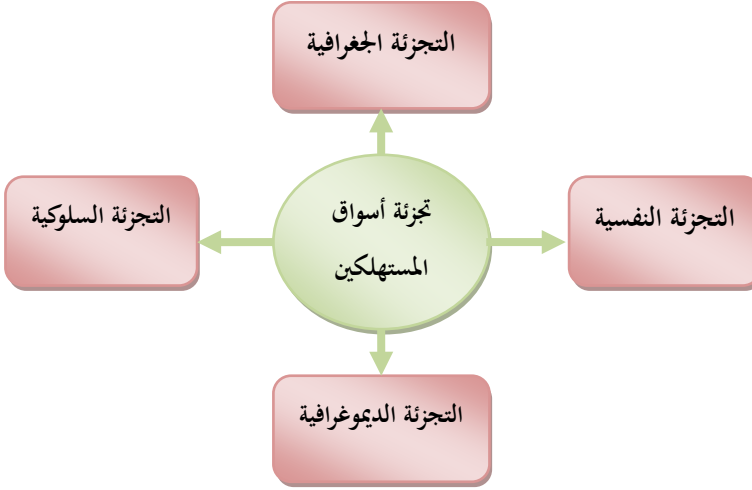 التجزئة الجغرافية
التجزئة السلوكية
تجزئة أسواق
المستهلكين
التجزئة النفسية
التجزئة الديموغرافية